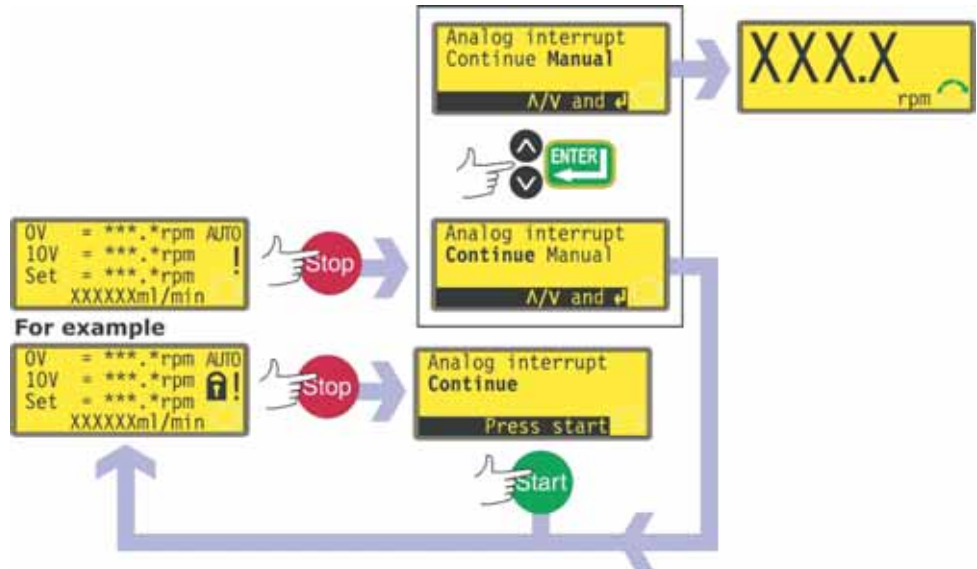 Analog interrupt
Continue Manual
∧/∨ and ↵
XXX.X
rpm
ENTER
0V = ***.*rpm AUTO
10V = ***.*rpm !
Set = ***.*rpm
XXXXXXml/min
Stop
Analog interrupt
Continue Manual
∧/∨ and ↵
For example
0V = ***.*rpm AUTO
10V = ***.*rpm !
Set = ***.*rpm
XXXXXXml/min
Stop
Analog interrupt
Continue
Press start
Start